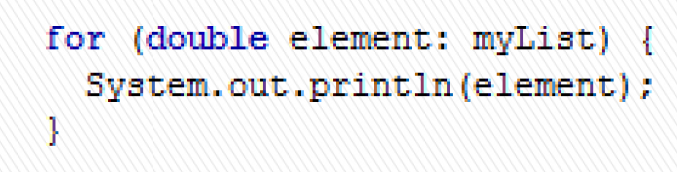 for (double element: myList) {
  System.out.println(element);
}